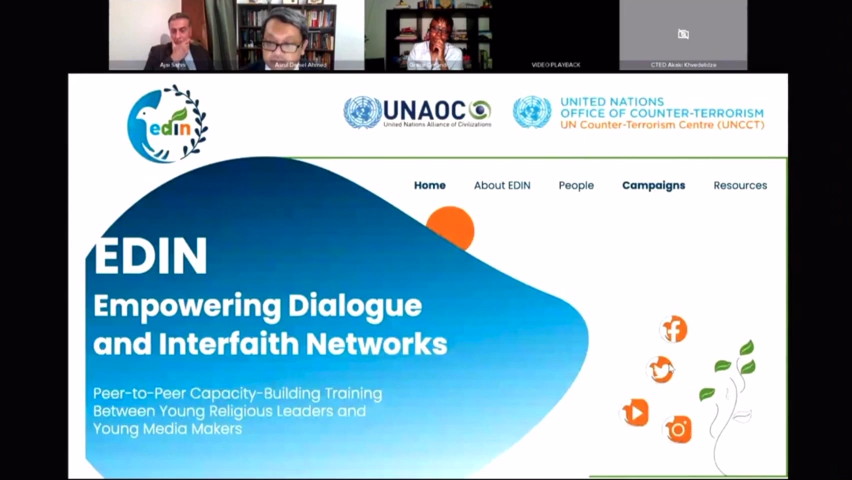 VIDEO PLAYBACK
edin
UNAOC
United Nations Alliance of Civilizations
UNITED NATIONS
OFFICE OF COUNTER-TERRORISM
UN Counter-Terrorism Centre (UNCCT)
Home About EDIN People Campaigns Resources
EDIN
Empowering Dialogue
and Interfaith Networks
Peer-to-Peer Capacity-Building Training
Between Young Religious Leaders and
Young Media Makers